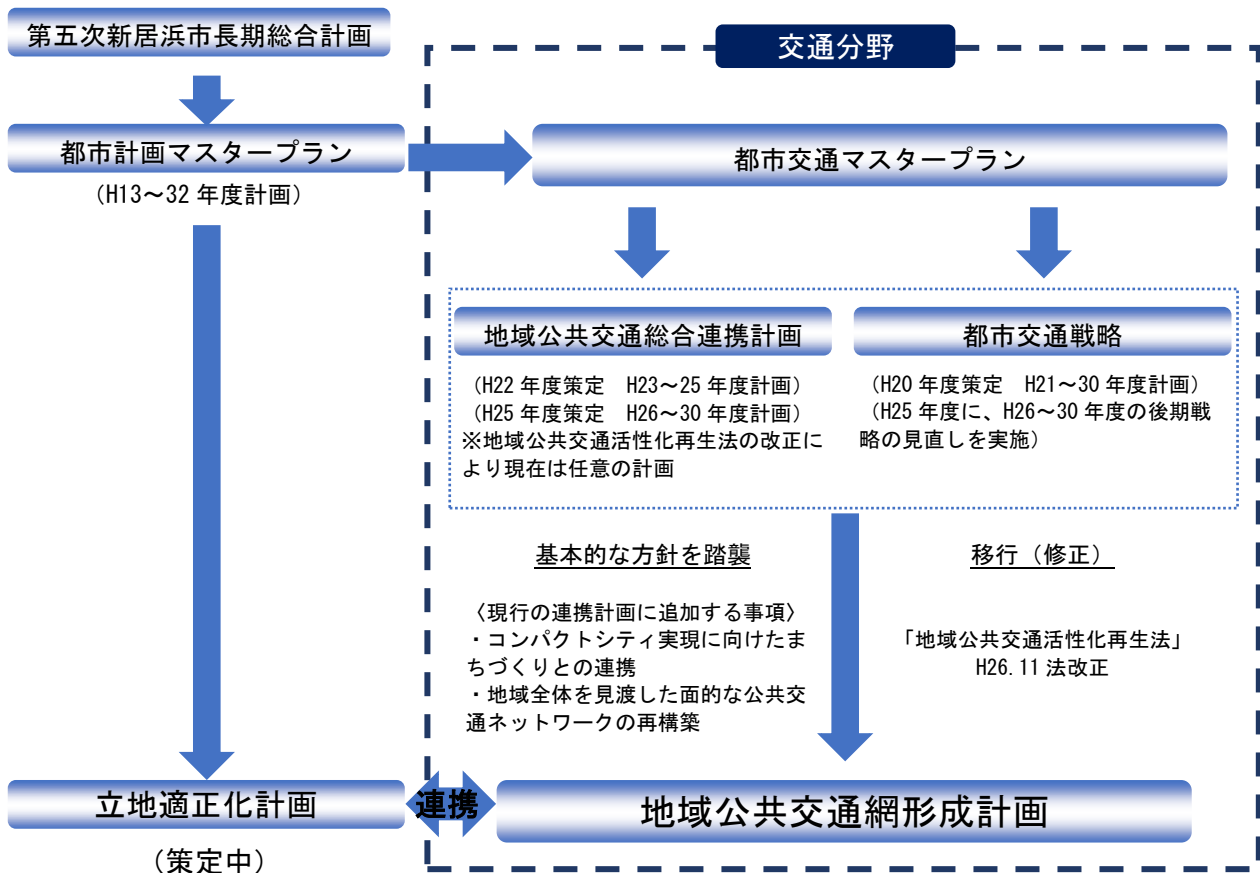 第五次新居浜市長期総合計画
交通分野
都市計画マスタープラン
(H13～32 年度計画)
都市交通マスタープラン
地域公共交通総合連携計画
(H22 年度策定 H23～25 年度計画)
(H25 年度策定 H26～30 年度計画)
※地域公共交通活性化再生法の改正に
より現在は任意の計画
都市交通戦略
(H20 年度策定 H21～30 年度計画)
(H25 年度に、H26～30 年度の後期戦
略の見直しを実施)
基本的な方針を踏襲
〈現行の連携計画に追加する事項〉
・コンパクトシティ実現に向けたま
ちづくりとの連携
・地域全体を見渡した面的な公共交
通ネットワークの再構築
移行（修正）
「地域公共交通活性化再生法」
H26.11 法改正
立地適正化計画
(策定中)
連携
地域公共交通網形成計画